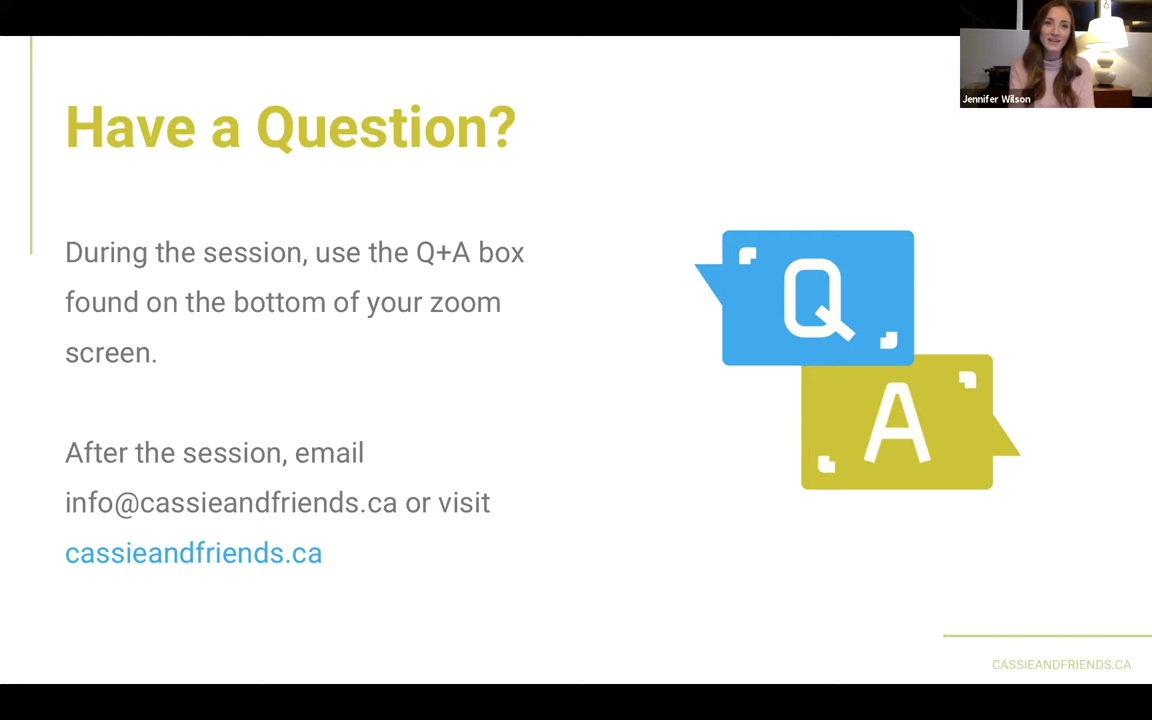 Jennifer Wilson
Have a Question?
During the session, use the Q+A box
found on the bottom of your zoom
screen.
After the session, email
info@cassieandfriends.ca or visit
cassieandfriends.ca
Q
A
CASSIEANDFRIENDS.CA